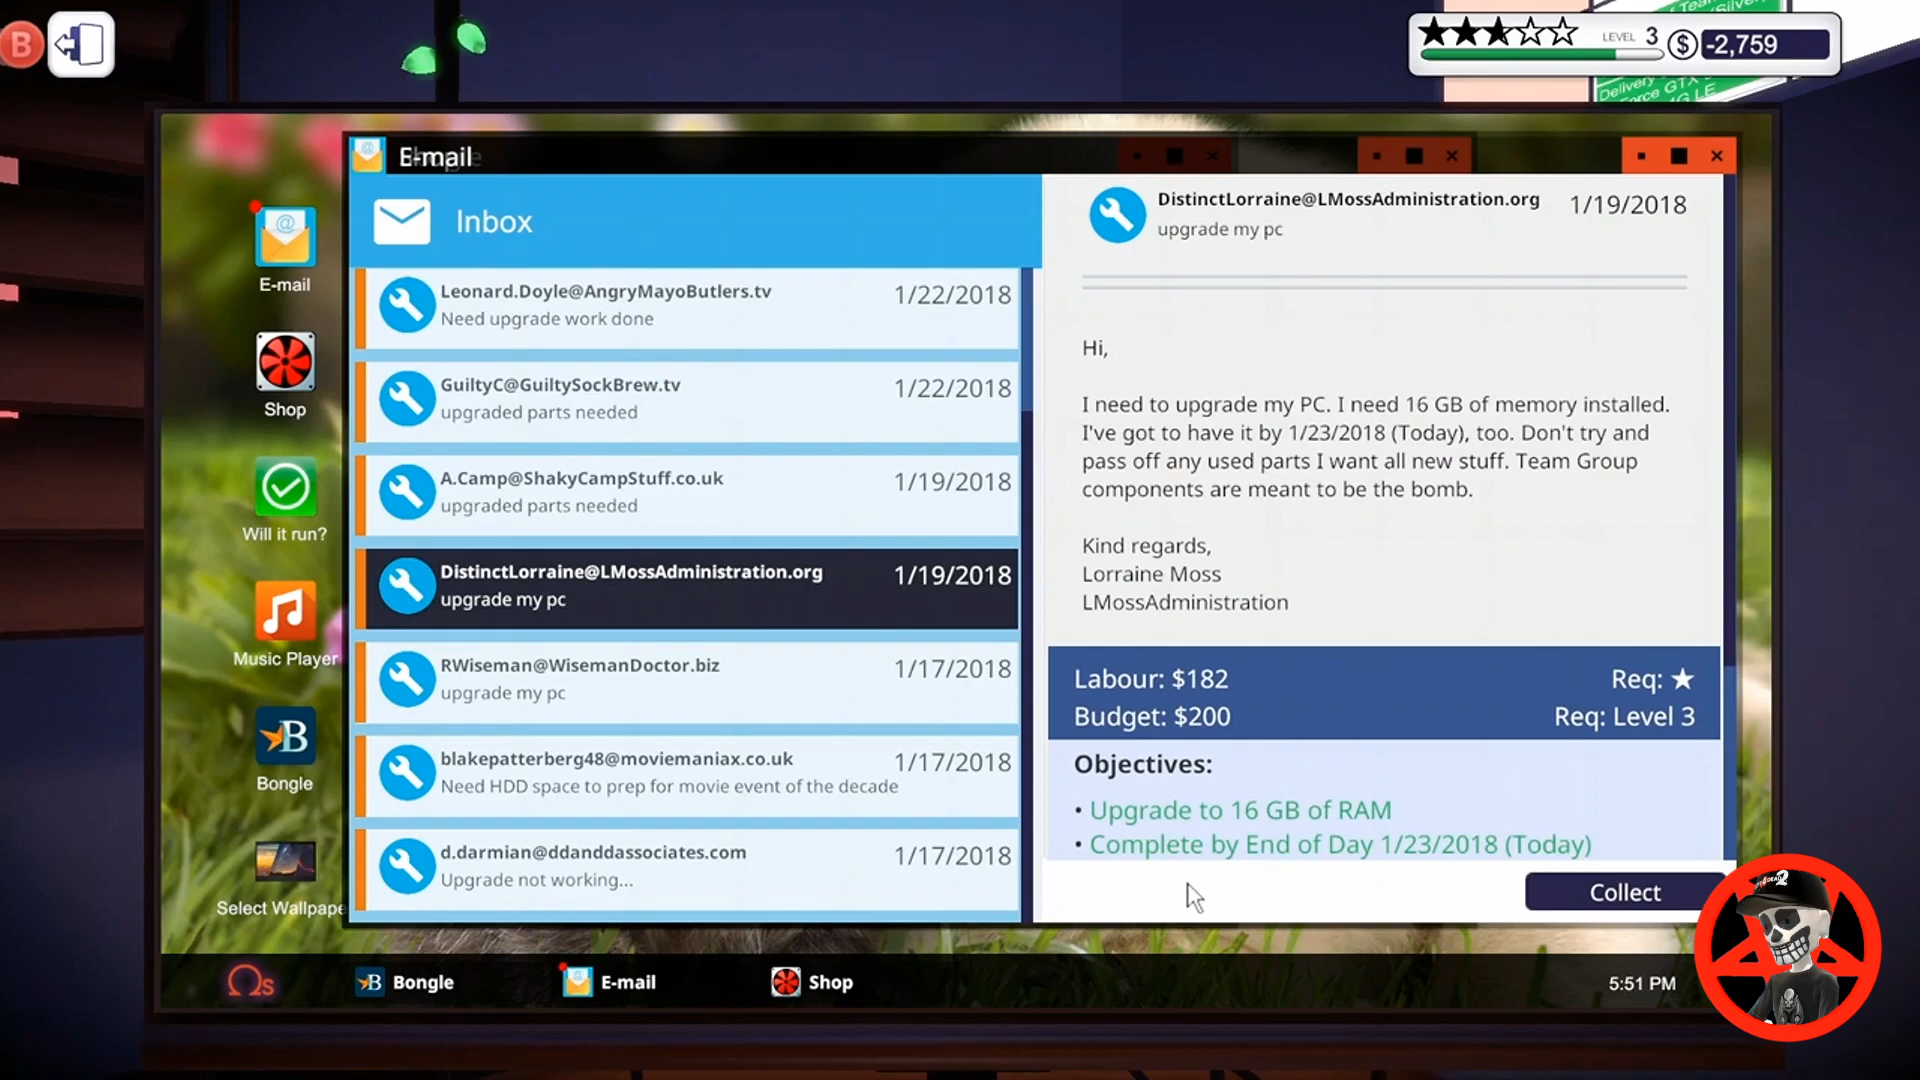 B
LEVEL 3
$ -2,759
Delivery
Force GTX
E-mail
Inbox
Leonard.Doyle@AngryMayoButlers.tv 1/22/2018
Need upgrade work done
GuiltyC@GuiltySockBrew.tv 1/22/2018
upgraded parts needed
A.Camp@ShakyCampStuff.co.uk 1/19/2018
upgraded parts needed
DistinctLorraine@LMossAdministration.org 1/19/2018
upgrade my pc
RWiseman@WisemanDoctor.biz 1/17/2018
upgrade my pc
blakepatterberg48@moviemaniax.co.uk 1/17/2018
Need HDD space to prep for movie event of the decade
d.darmian@ddanddassociates.com 1/17/2018
Upgrade not working...
DistinctLorraine@LMossAdministration.org 1/19/2018
upgrade my pc
Hi,
I need to upgrade my PC. I need 16 GB of memory installed.
I've got to have it by 1/23/2018 (Today), too. Don't try and
pass off any used parts I want all new stuff. Team Group
components are meant to be the bomb.
Kind regards,
Lorraine Moss
LMossAdministration
Labour: $182 Req: ★
Budget: $200 Req: Level 3
Objectives:
• Upgrade to 16 GB of RAM
• Complete by End of Day 1/23/2018 (Today)
Collect
E-mail
Shop
Will it run?
Music Player
Bongle
Select Wallpape
Ωs Bongle E-mail Shop 5:51 PM